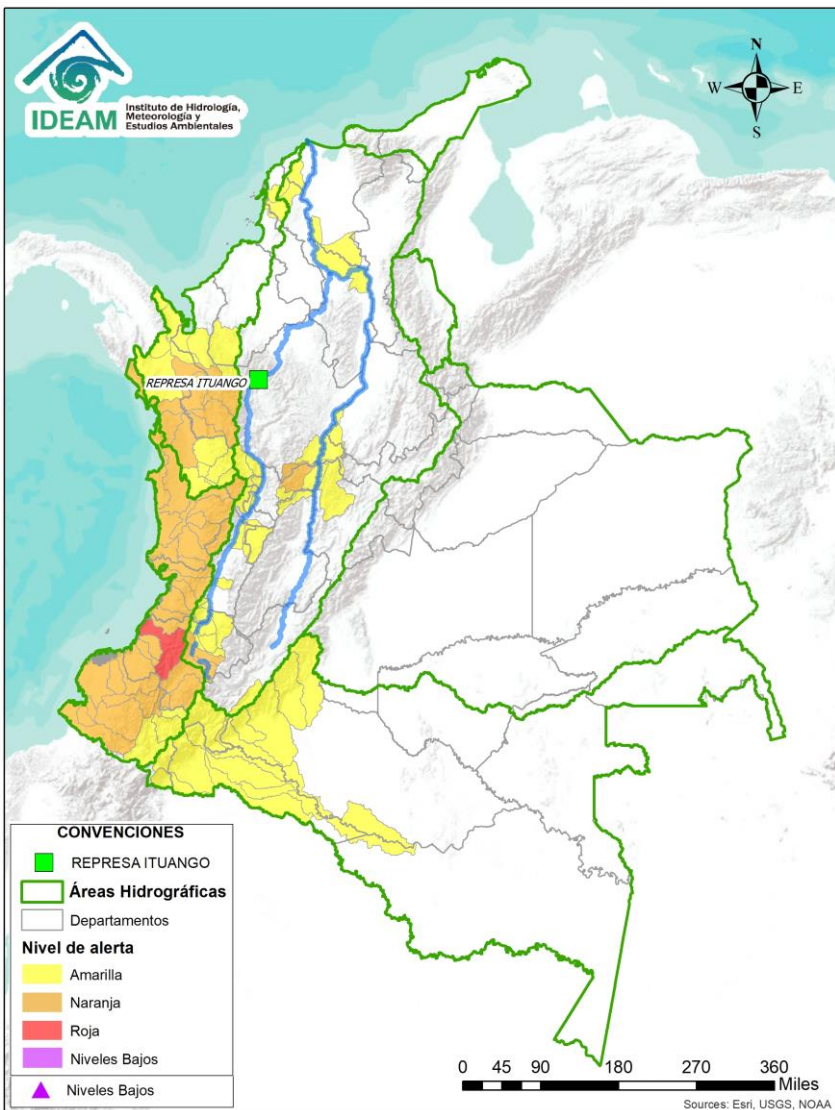 IDEAM
Instituto de Hidrología,
Meteorología y
Estudios Ambientales
N
W
E
S
REPRESA ITUANGO
CONVENCIONES
REPRESA ITUANGO
Áreas Hidrográficas
Departamentos
Nivel de alerta
Amarilla
Naranja
Roja
Niveles Bajos
Niveles Bajos
0 45 90 180 270 360
Miles
Sources: Esri, USGS, NOAA